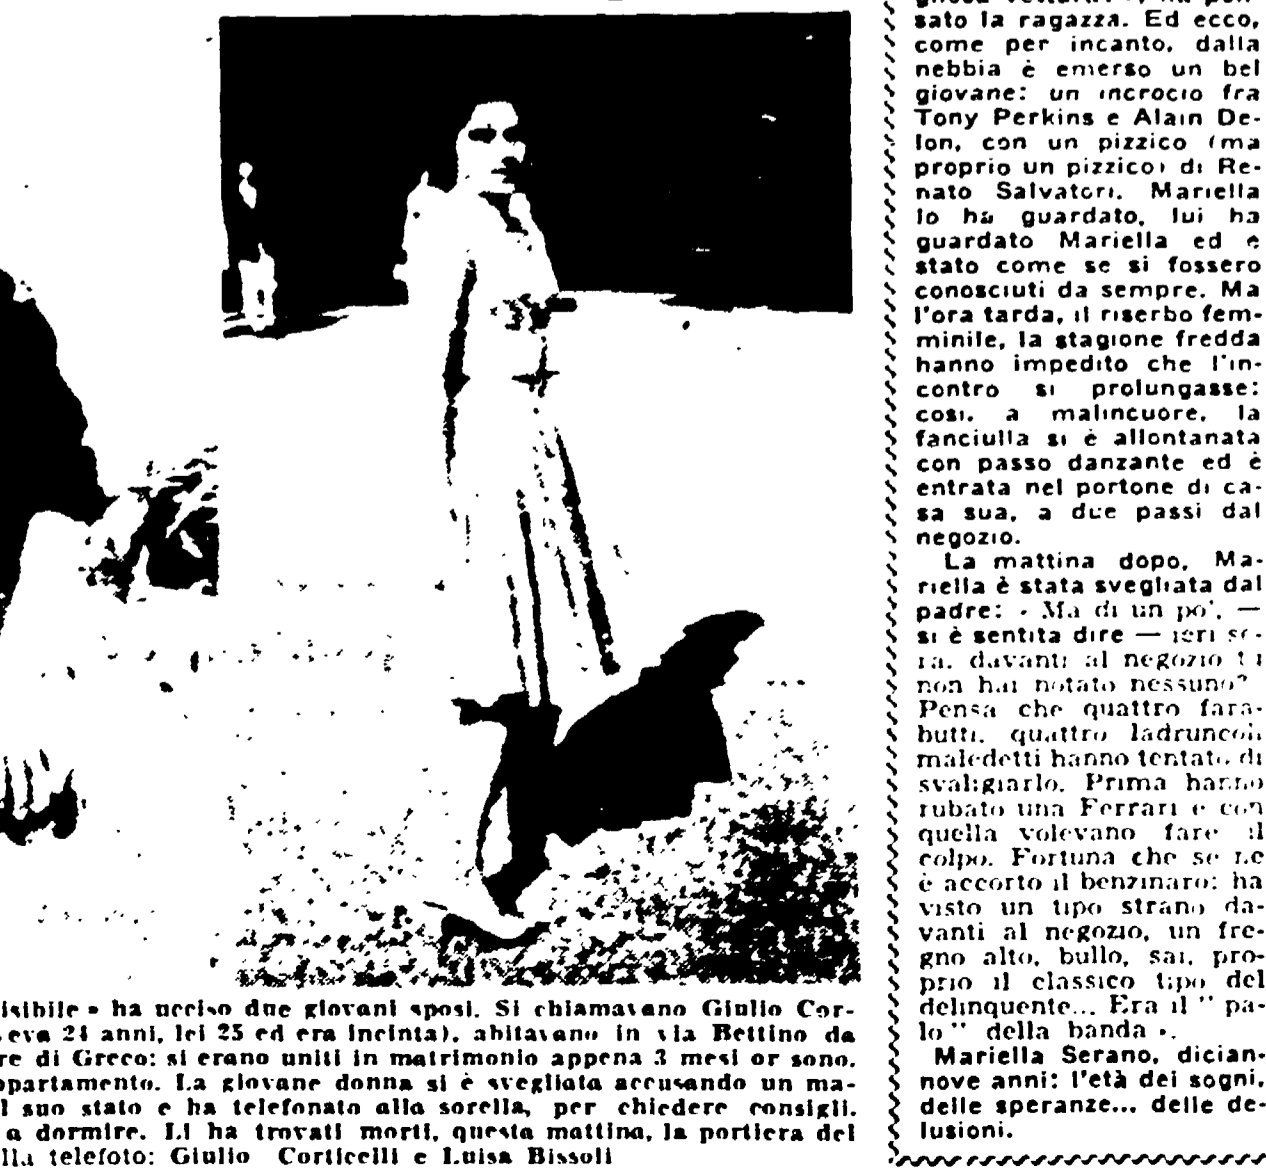 isibile » ha ucciso due giovani sposi. Si chiamavano Giulio Cor-
eva 24 anni, lei 25 ed era incinta), abitavano in via Bettino da
re di Greco: si erano uniti in matrimonio appena 3 mesi or sono.
ppartamento. La giovane donna si è svegliata accusando un ma-
l suo stato e ha telefonato alla sorella, per chiedere consigli.
a dormire. Li ha trovati morti, questa mattina, la portiera del
lla telefoto: Giulio Corticelli e Luisa Bissoli
sato la ragazza. Ed ecco,
come per incanto, dalla
nebbia è emerso un bel
giovane: un incrocio fra
Tony Perkins e Alain De-
lon, con un pizzico (ma
proprio un pizzico) di Re-
nato Salvatori. Mariella
lo ha guardato, lui ha
guardato Mariella ed è
stato come se si fossero
conosciuti da sempre. Ma
l'ora tarda, il riserbo fem-
minile, la stagione fredda
hanno impedito che l'in-
contro si prolungasse:
così, a malincuore, la
fanciulla si è allontanata
con passo danzante ed è
entrata nel portone di ca-
sa sua, a due passi dal
negozio.
La mattina dopo, Ma-
riella è stata svegliata dal
padre: « Ma di un po', —
si è sentita dire — ieri se-
ra, davanti al negozio tu
non hai notato nessuno?
Pensa che quattro fara-
butti, quattro ladruncoli
maledetti hanno tentato di
svaligiarlo. Prima hanno
rubato una Ferrari e con
quella volevano fare il
colpo. Fortuna che se ne
è accorto il benzinaro: ha
visto un tipo strano da-
vanti al negozio, un fre-
gno alto, bullo, sai, pro-
prio il classico tipo del
delinquente... Era il " pa-
lo " della banda ».
Mariella Serano, dician-
nove anni: l'età dei sogni,
delle speranze... delle de-
lusioni.